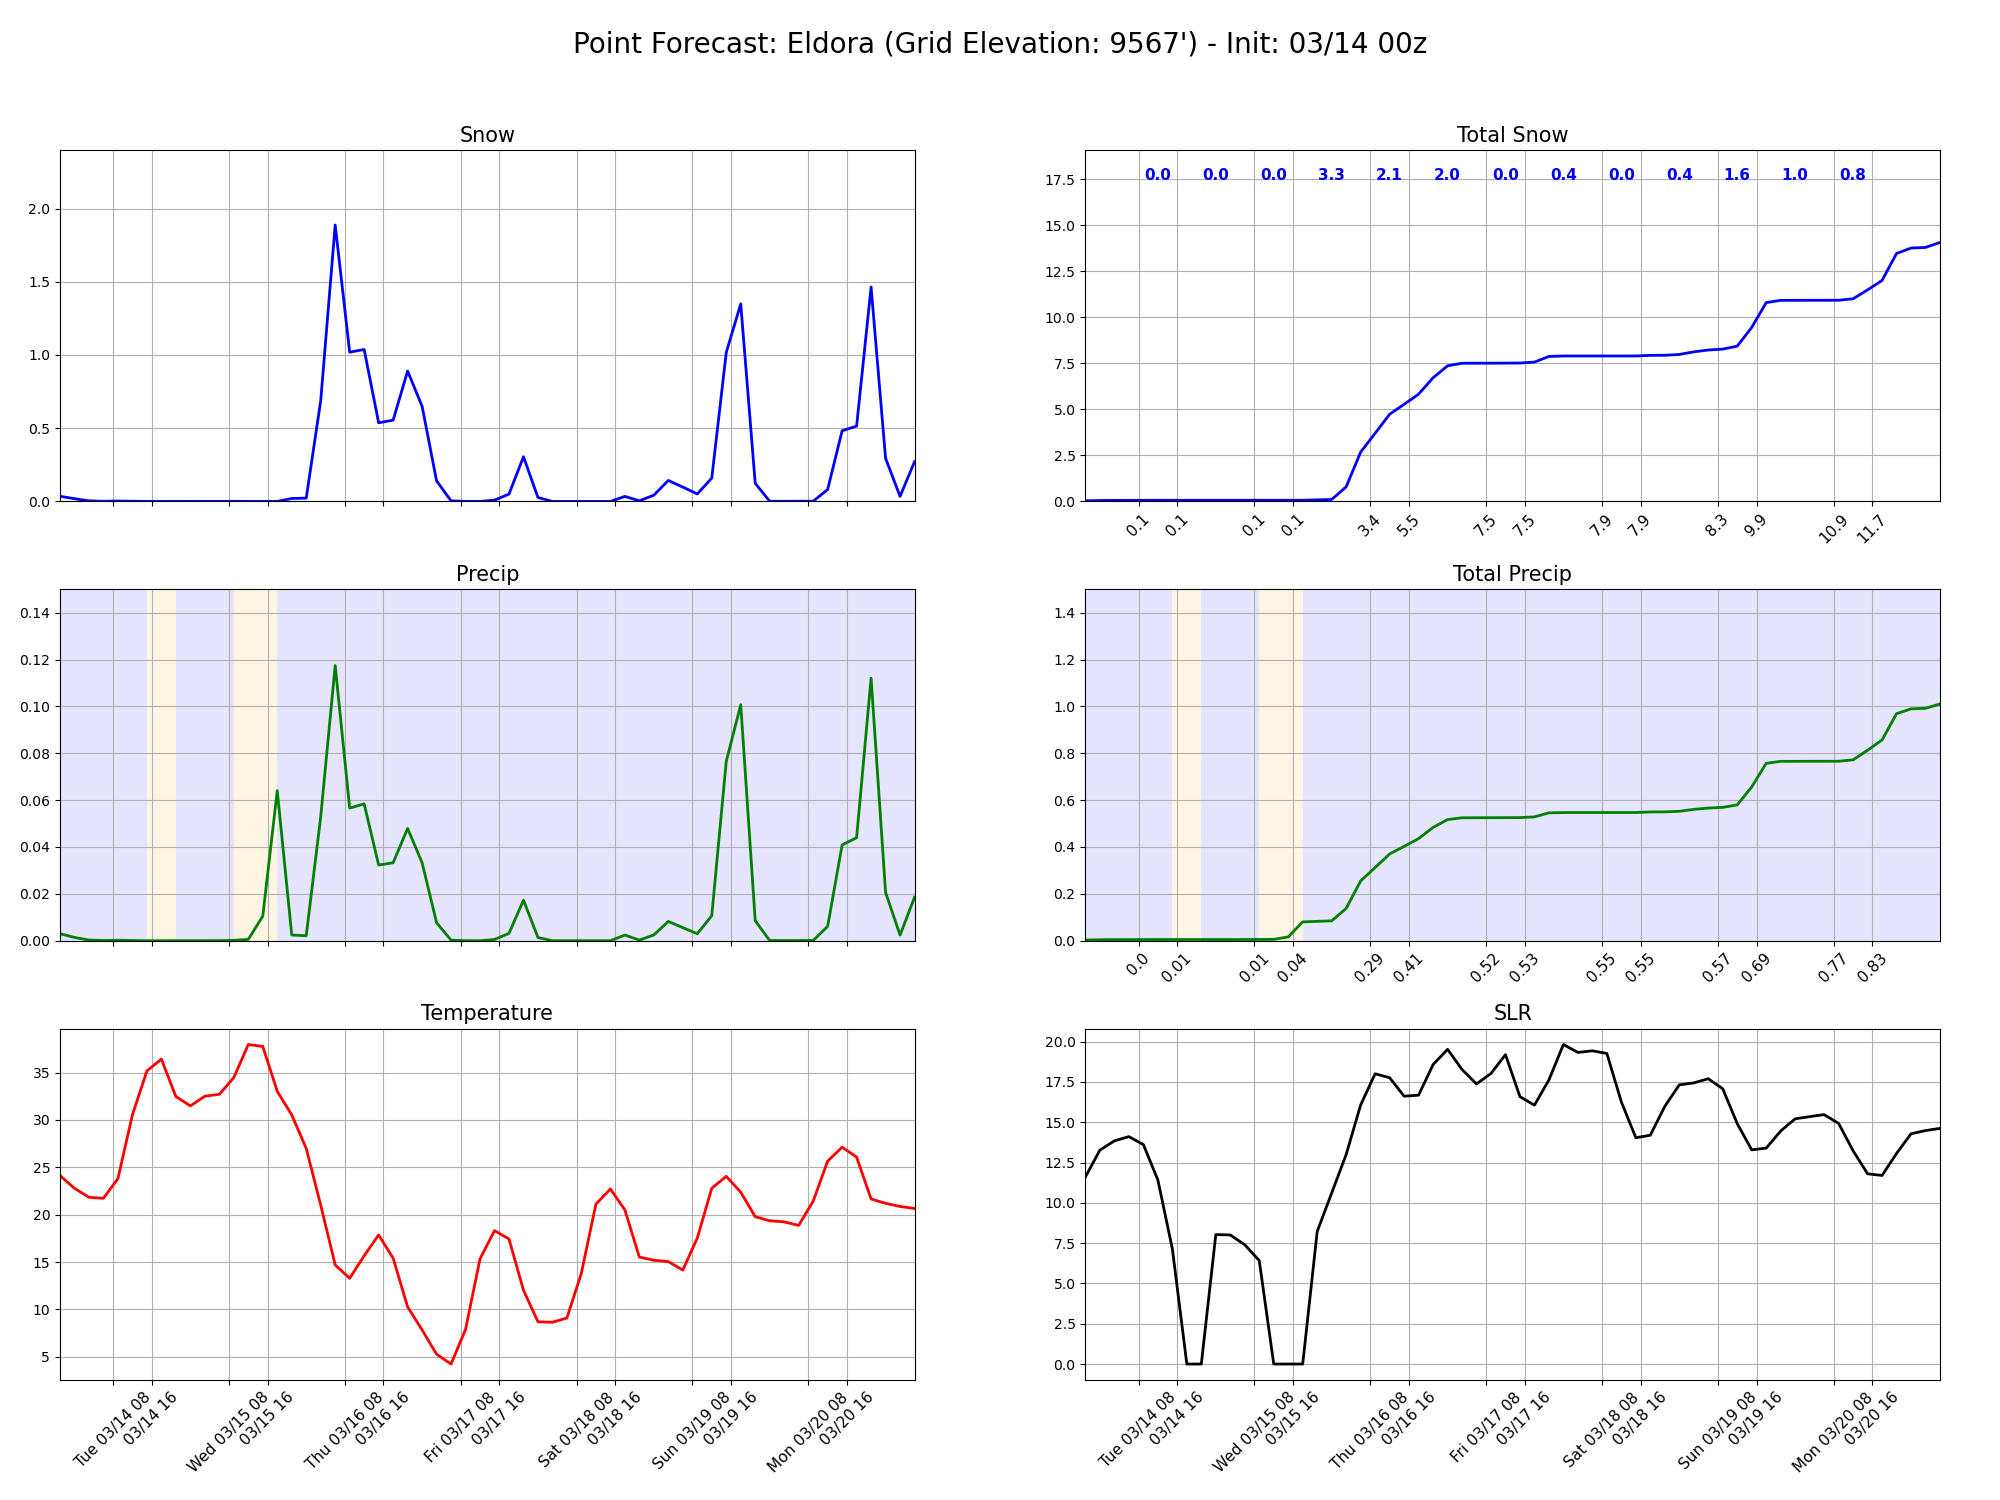 Point Forecast: Eldora (Grid Elevation: 9567') - Init: 03/14 00z
Snow
2.0
1.5
1.0
0.5
0.0
Total Snow
0.0 0.0 0.0 3.3 2.1 2.0 0.0 0.4 0.0 0.4 1.6 1.0 0.8
17.5
15.0
12.5
10.0
7.5
5.0
2.5
0.0
0.1 0.1 0.1 0.1 3.4 5.5 7.5 7.5 7.9 7.9 8.3 9.9 10.9 11.7
Precip
0.14
0.12
0.10
0.08
0.06
0.04
0.02
0.00
Total Precip
1.4
1.2
1.0
0.8
0.6
0.4
0.2
0.0
0.0 0.01 0.01 0.04 0.29 0.41 0.52 0.53 0.55 0.55 0.57 0.69 0.77 0.83
Temperature
35
30
25
20
15
10
5
Tue 03/14 08
03/14 16
Wed 03/15 08
03/15 16
Thu 03/16 08
03/16 16
Fri 03/17 08
03/17 16
Sat 03/18 08
03/18 16
Sun 03/19 08
03/19 16
Mon 03/20 08
03/20 16
SLR
20.0
17.5
15.0
12.5
10.0
7.5
5.0
2.5
0.0
Tue 03/14 08
03/14 16
Wed 03/15 08
03/15 16
Thu 03/16 08
03/16 16
Fri 03/17 08
03/17 16
Sat 03/18 08
03/18 16
Sun 03/19 08
03/19 16
Mon 03/20 08
03/20 16